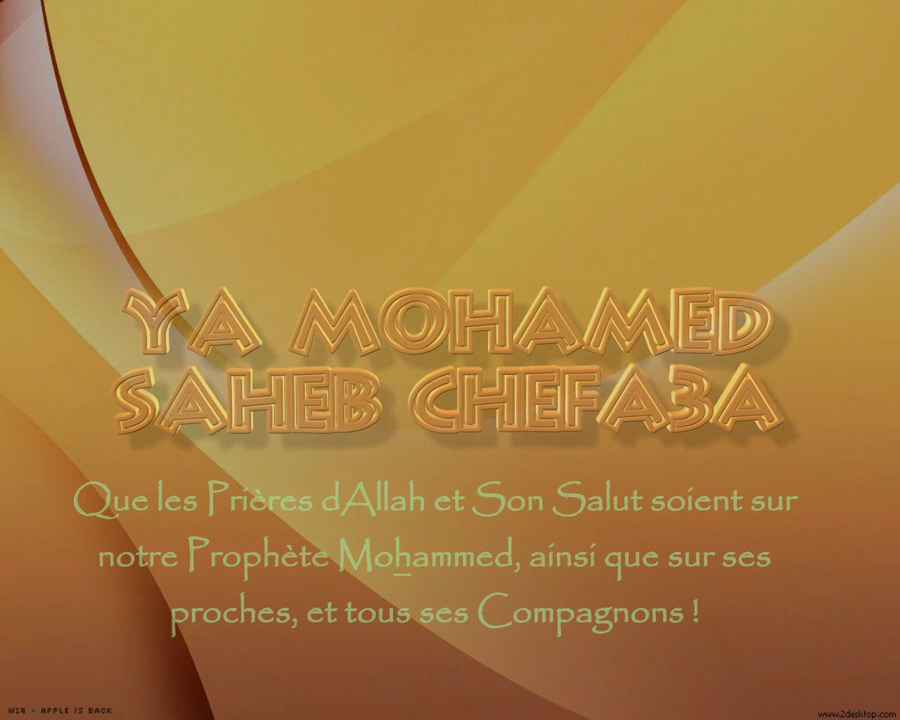 YA MOHAMED
SAHEB CHEFA3A
Que les Prières dAllah et Son Salut soient sur
notre Prophète Mohammed, ainsi que sur ses
proches, et tous ses Compagnons !
W16 - APPLE IS BACK
www.2desktop.com